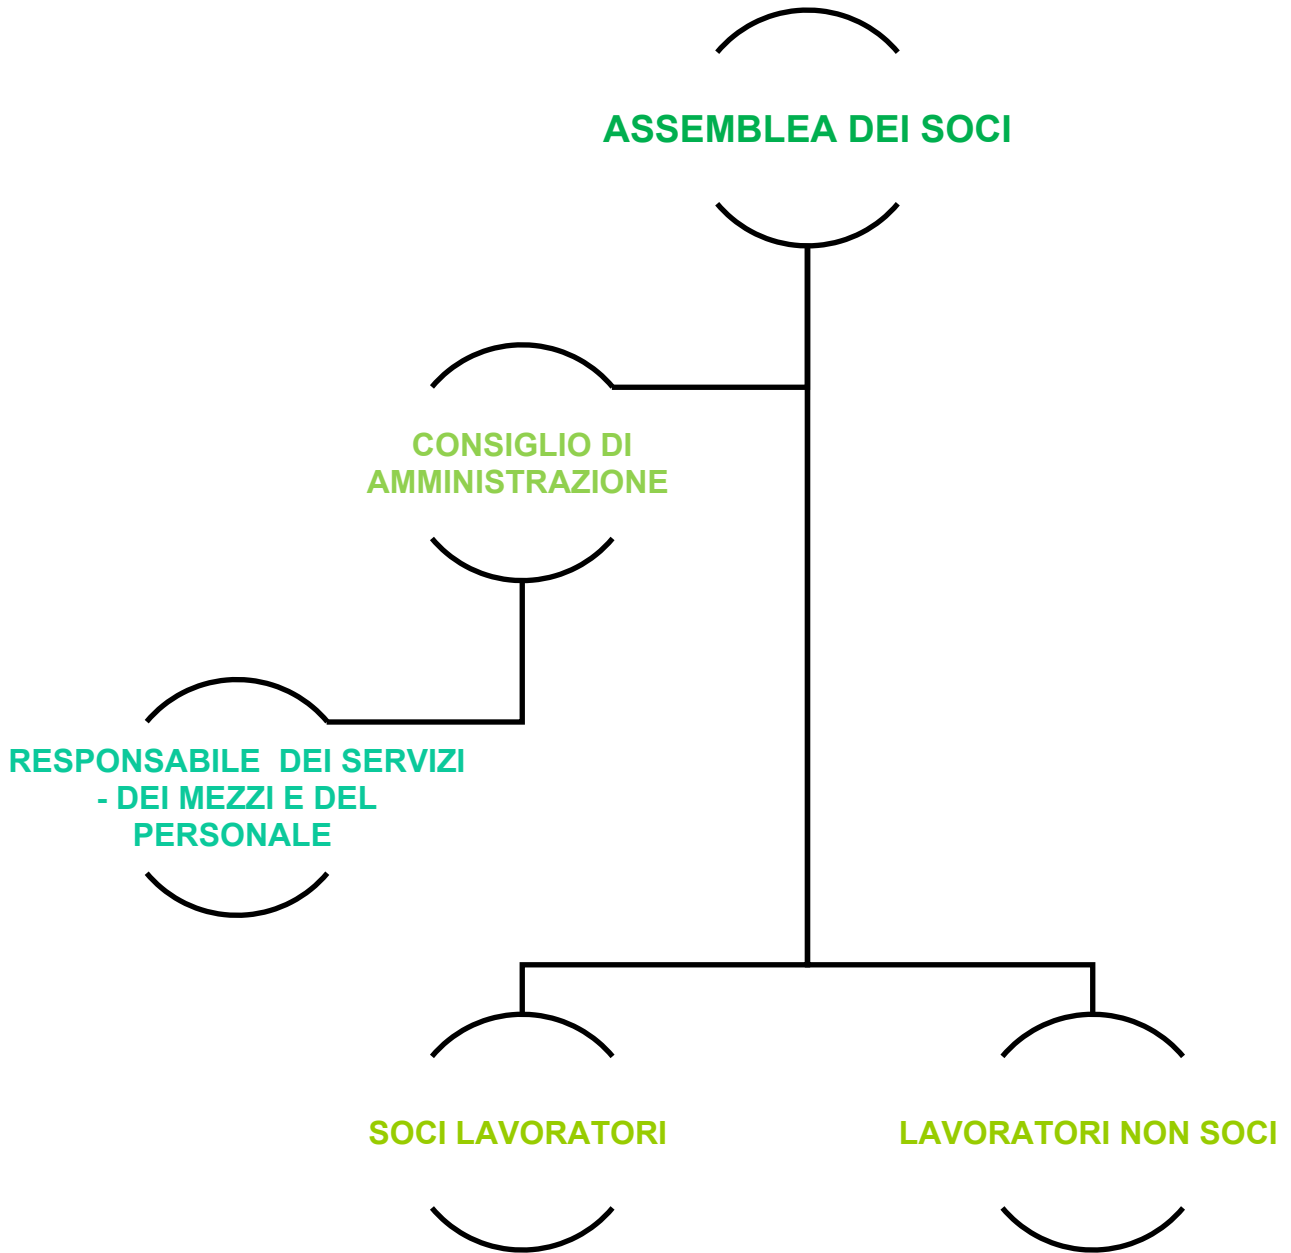 ASSEMBLEA DEI SOCI
CONSIGLIO DI
AMMINISTRAZIONE
RESPONSABILE  DEI SERVIZI
- DEI MEZZI E DEL
PERSONALE
SOCI LAVORATORI
LAVORATORI NON SOCI